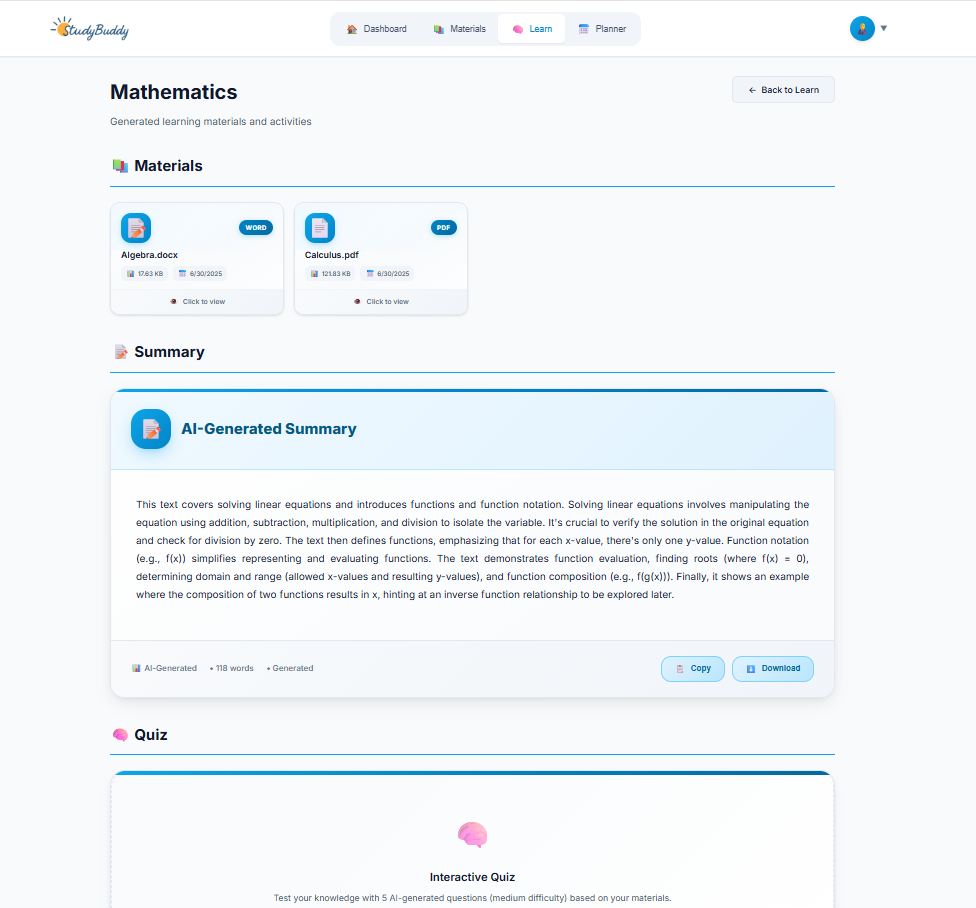 StudyBuddy
Dashboard
Materials
Learn
Planner
Mathematics
← Back to Learn
Generated learning materials and activities
Materials
WORD
Algebra.docx
17.63 KB
6/30/2025
Click to view
PDF
Calculus.pdf
121.83 KB
6/30/2025
Click to view
Summary
AI-Generated Summary
This text covers solving linear equations and introduces functions and function notation. Solving linear equations involves manipulating the
equation using addition, subtraction, multiplication, and division to isolate the variable. It's crucial to verify the solution in the original equation
and check for division by zero. The text then defines functions, emphasizing that for each x-value, there's only one y-value. Function notation
(e.g., f(x)) simplifies representing and evaluating functions. The text demonstrates function evaluation, finding roots (where f(x) = 0),
determining domain and range (allowed x-values and resulting y-values), and function composition (e.g., f(g(x))). Finally, it shows an example
where the composition of two functions results in x, hinting at an inverse function relationship to be explored later.
AI-Generated • 118 words • Generated
Copy
Download
Quiz
Interactive Quiz
Test your knowledge with 5 AI-generated questions (medium difficulty) based on your materials.